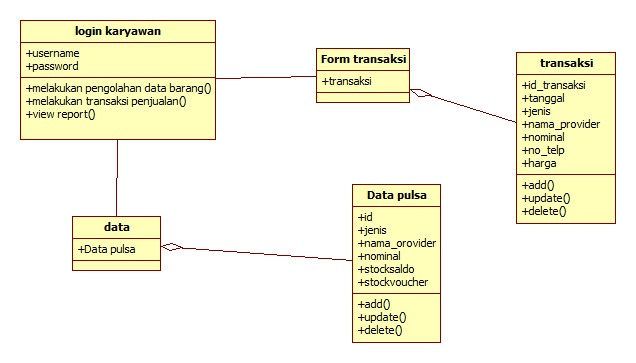 login karyawan
+username
+password
+melakukan pengolahan data barang()
+melakukan transaksi penjualan()
+view report()
Form transaksi
+transaksi
transaksi
+id_transaksi
+tanggal
+jenis
+nama_provider
+nominal
+no_telp
+harga
+add()
+update()
+delete()
data
+Data pulsa
Data pulsa
+id
+jenis
+nama_orovider
+nominal
+stocksaldo
+stockvoucher
+add()
+update()
+delete()